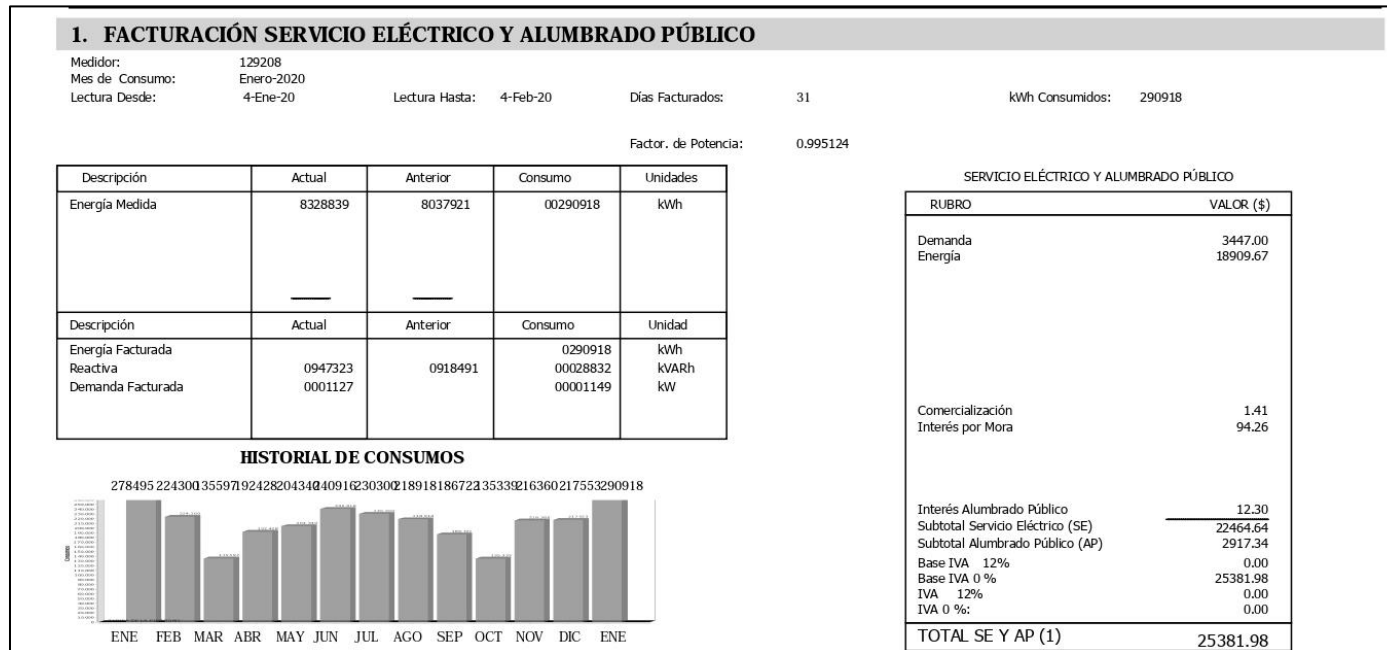 1. FACTURACIÓN SERVICIO ELÉCTRICO Y ALUMBRADO PÚBLICO
Medidor: 129208
Mes de Consumo: Enero-2020
Lectura Desde: 4-Ene-20 Lectura Hasta: 4-Feb-20 Días Facturados: 31 kWh Consumidos: 290918
Factor. de Potencia: 0.995124
Descripción Actual Anterior Consumo Unidades
Energía Medida 8328839 8037921 00290918 kWh
Descripción Actual Anterior Consumo Unidad
Energía Facturada 0290918 kWh
Reactiva 0947323 0918491 00028832 kVARh
Demanda Facturada 0001127 00001149 kW
HISTORIAL DE CONSUMOS
278495 224300 135597 192428 204340 240916 230300 218918 186723 135339 216360 217553 290918
ENE FEB MAR ABR MAY JUN JUL AGO SEP OCT NOV DIC ENE
SERVICIO ELÉCTRICO Y ALUMBRADO PÚBLICO
RUBRO VALOR ($)
Demanda 3447.00
Energía 18909.67
Comercialización 1.41
Interés por Mora 94.26
Interés Alumbrado Público 12.30
Subtotal Servicio Eléctrico (SE) 22464.64
Subtotal Alumbrado Público (AP) 2917.34
Base IVA 12% 0.00
Base IVA 0 % 25381.98
IVA 12% 0.00
IVA 0 %: 0.00
TOTAL SE Y AP (1) 25381.98